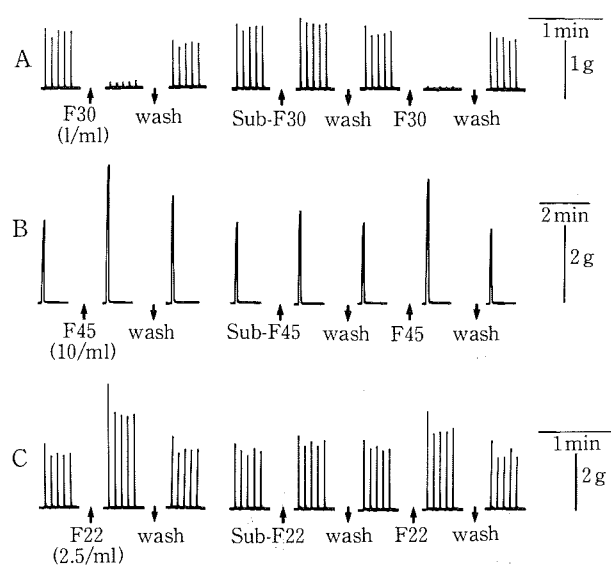 A
1 min
1 g
F30 wash Sub-F30 wash F30 wash
(1/ml)
B
2 min
2 g
F45 wash Sub-F45 wash F45 wash
(10/ml)
C
1 min
2 g
F22 wash Sub-F22 wash F22 wash
(2.5/ml)